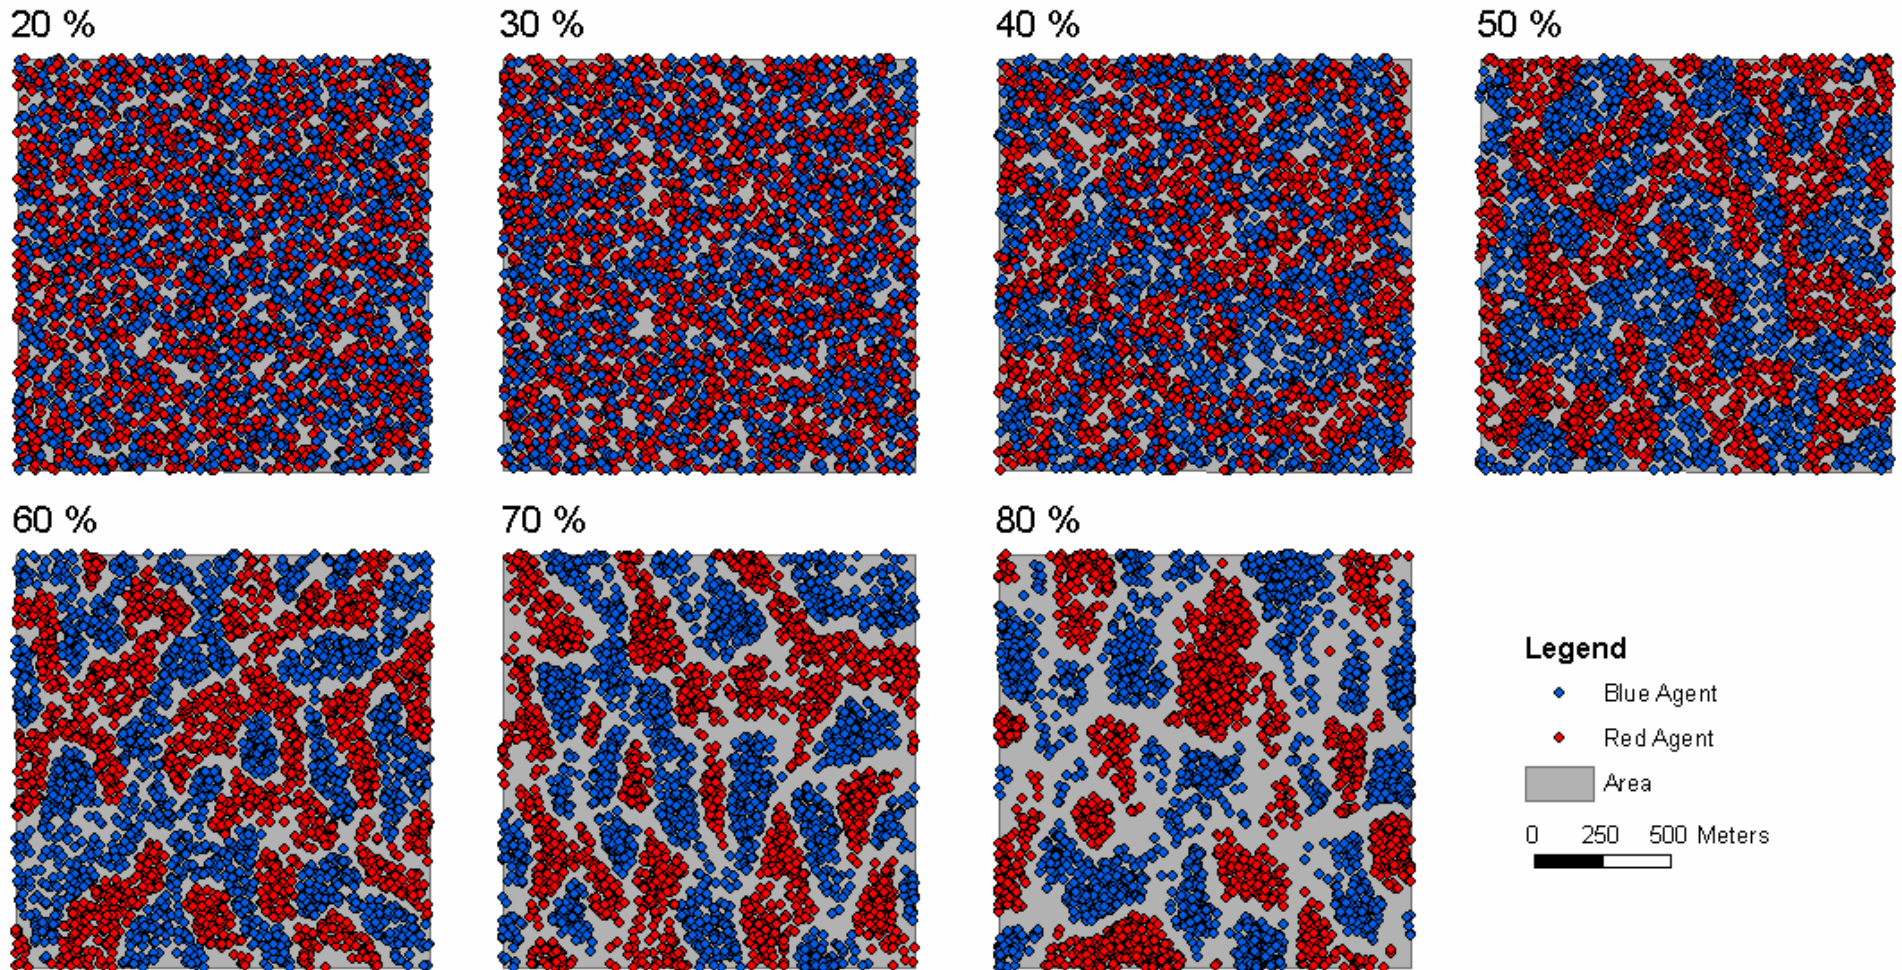 20 %
30 %
40 %
50 %
60 %
70 %
80 %
Legend
Blue Agent
Red Agent
Area
0 250 500 Meters